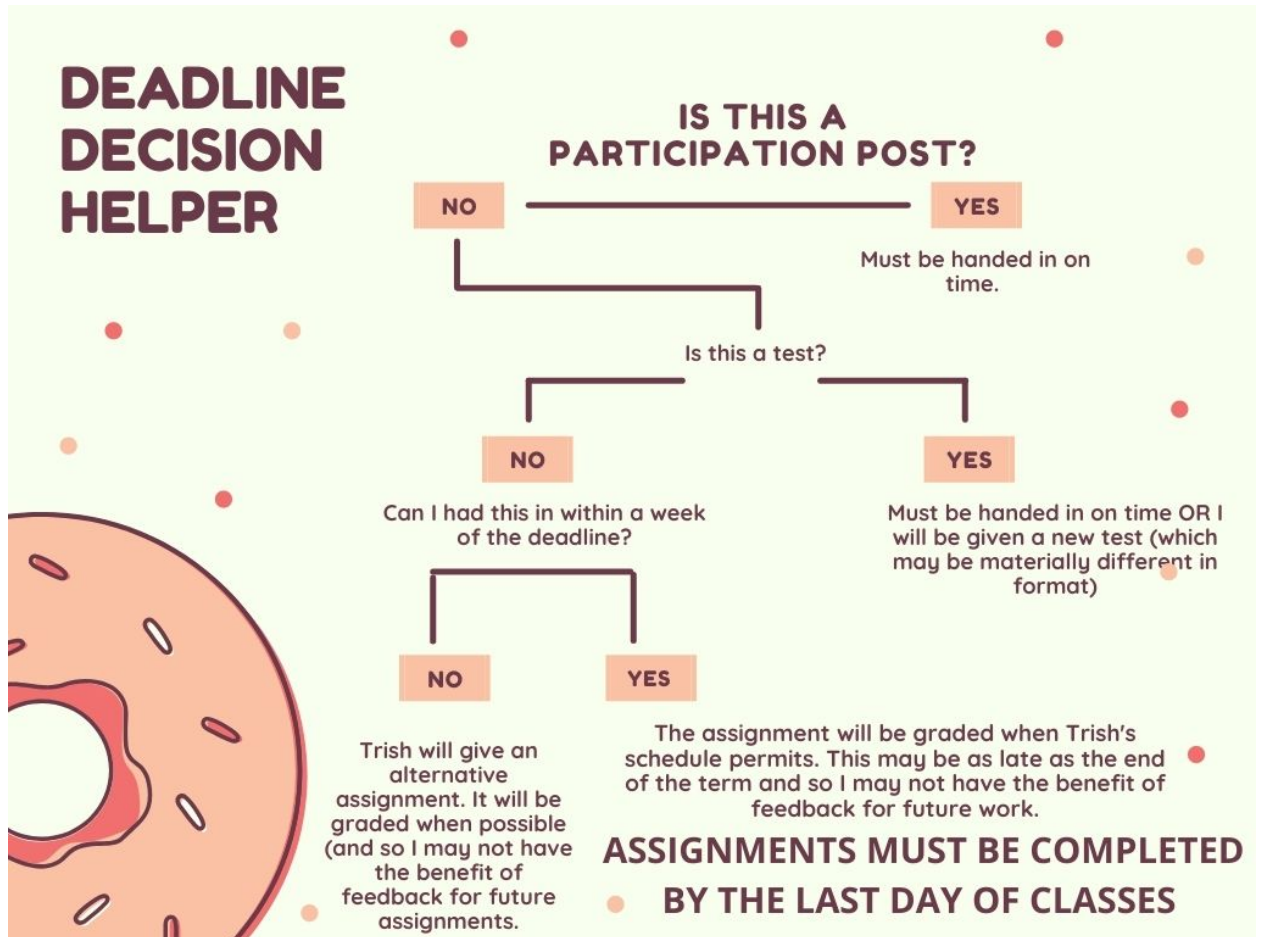 DEADLINE
DECISION
HELPER
IS THIS A
PARTICIPATION POST?
NO
YES
Must be handed in on
time.
Is this a test?
NO
YES
Can I had this in within a week
of the deadline?
Must be handed in on time OR I
will be given a new test (which
may be materially different in
format)
NO
YES
Trish will give an
alternative
assignment. It will be
graded when possible
(and so I may not have
the benefit of
feedback for future
assignments.
The assignment will be graded when Trish's
schedule permits. This may be as late as the end
of the term and so I may not have the benefit of
feedback for future work.
ASSIGNMENTS MUST BE COMPLETED
BY THE LAST DAY OF CLASSES